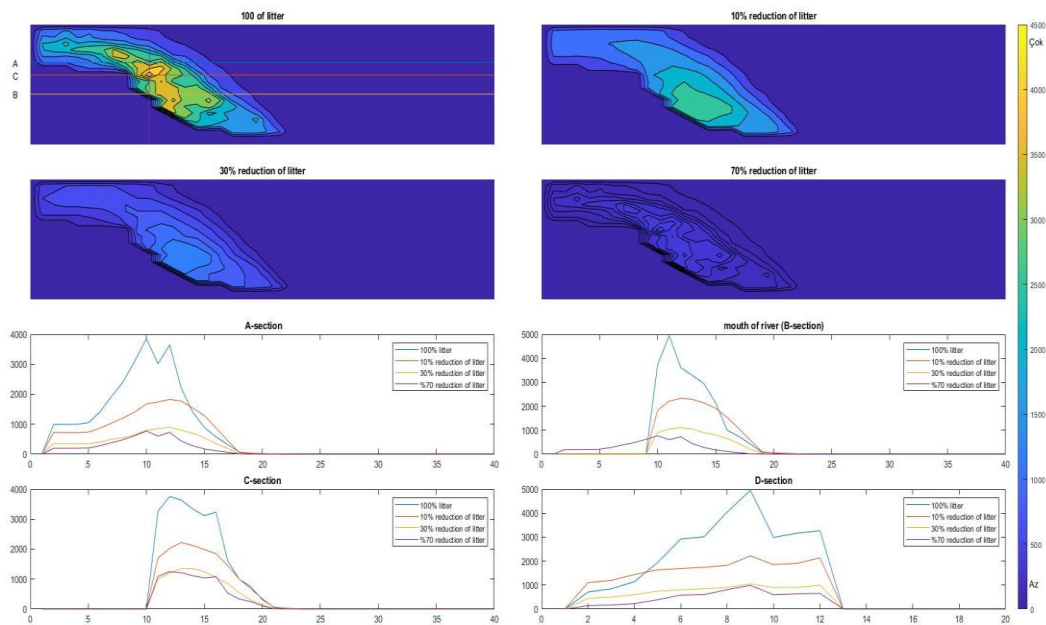 100 of litter
10% reduction of litter
A
C
B
30% reduction of litter
70% reduction of litter
4500
Çok
4000
3500
3000
2500
2000
1500
1000
500
Az
0
A-section
4000
3000
2000
1000
0
0 5 10 15 20 25 30 35 40
100% litter
10% reduction of litter
30% reduction of litter
%70 reduction of litter
mouth of river (B-section)
5000
4000
3000
2000
1000
0
0 5 10 15 20 25 30 35 40
100% litter
10% reduction of litter
30% reduction of litter
%70 reduction of litter
C-section
4000
3000
2000
1000
0
0 5 10 15 20 25 30 35 40
100% litter
10% reduction of litter
30% reduction of litter
%70 reduction of litter
D-section
5000
4000
3000
2000
1000
0
0 2 4 6 8 10 12 14 16 18 20
100% litter
10% reduction of litter
30% reduction of litter
%70 reduction of litter